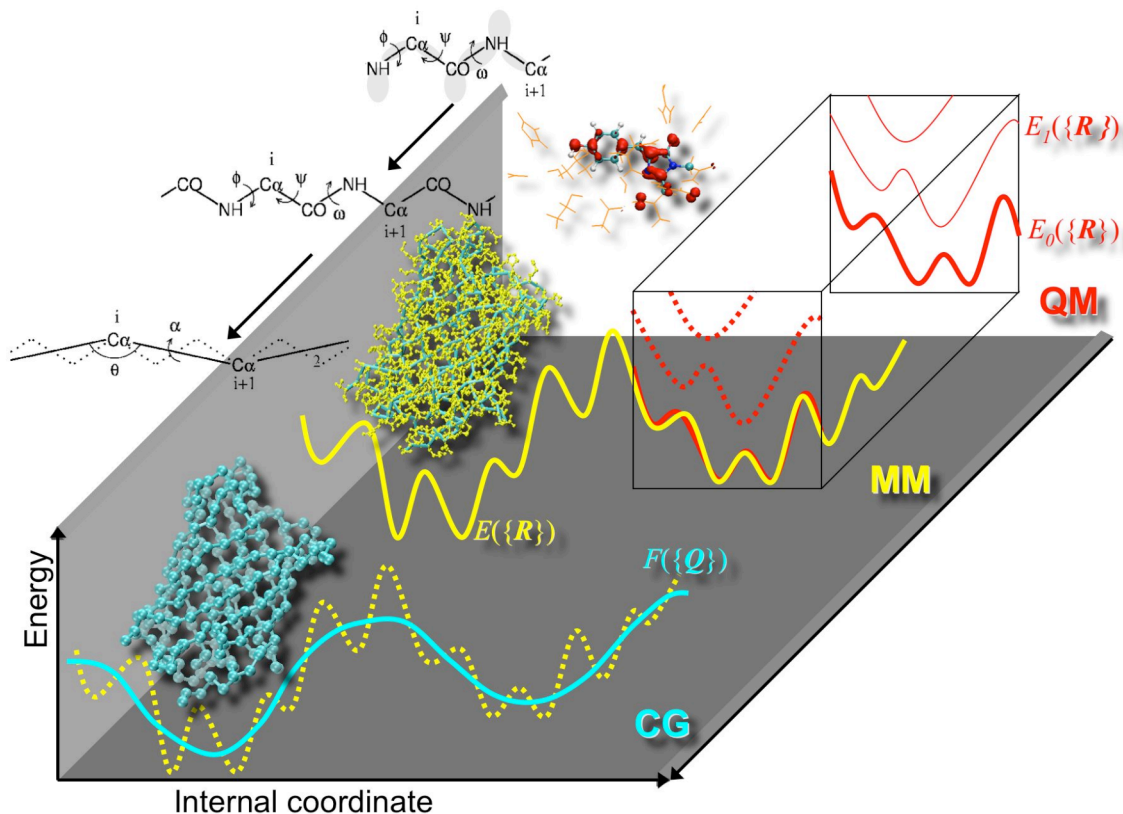 i
ϕ
Cα
ψ
NH
NH
CO
ω
Cα
i+1
i
CO
ϕ
Cα
ψ
NH
CO
NH
CO
ω
NH
Cα
i+1
i
α
Cα
θ
Cα
2
i+1
E1({R})
E0({R})
QM
MM
E({R})
F({Q})
CG
Energy
Internal coordinate